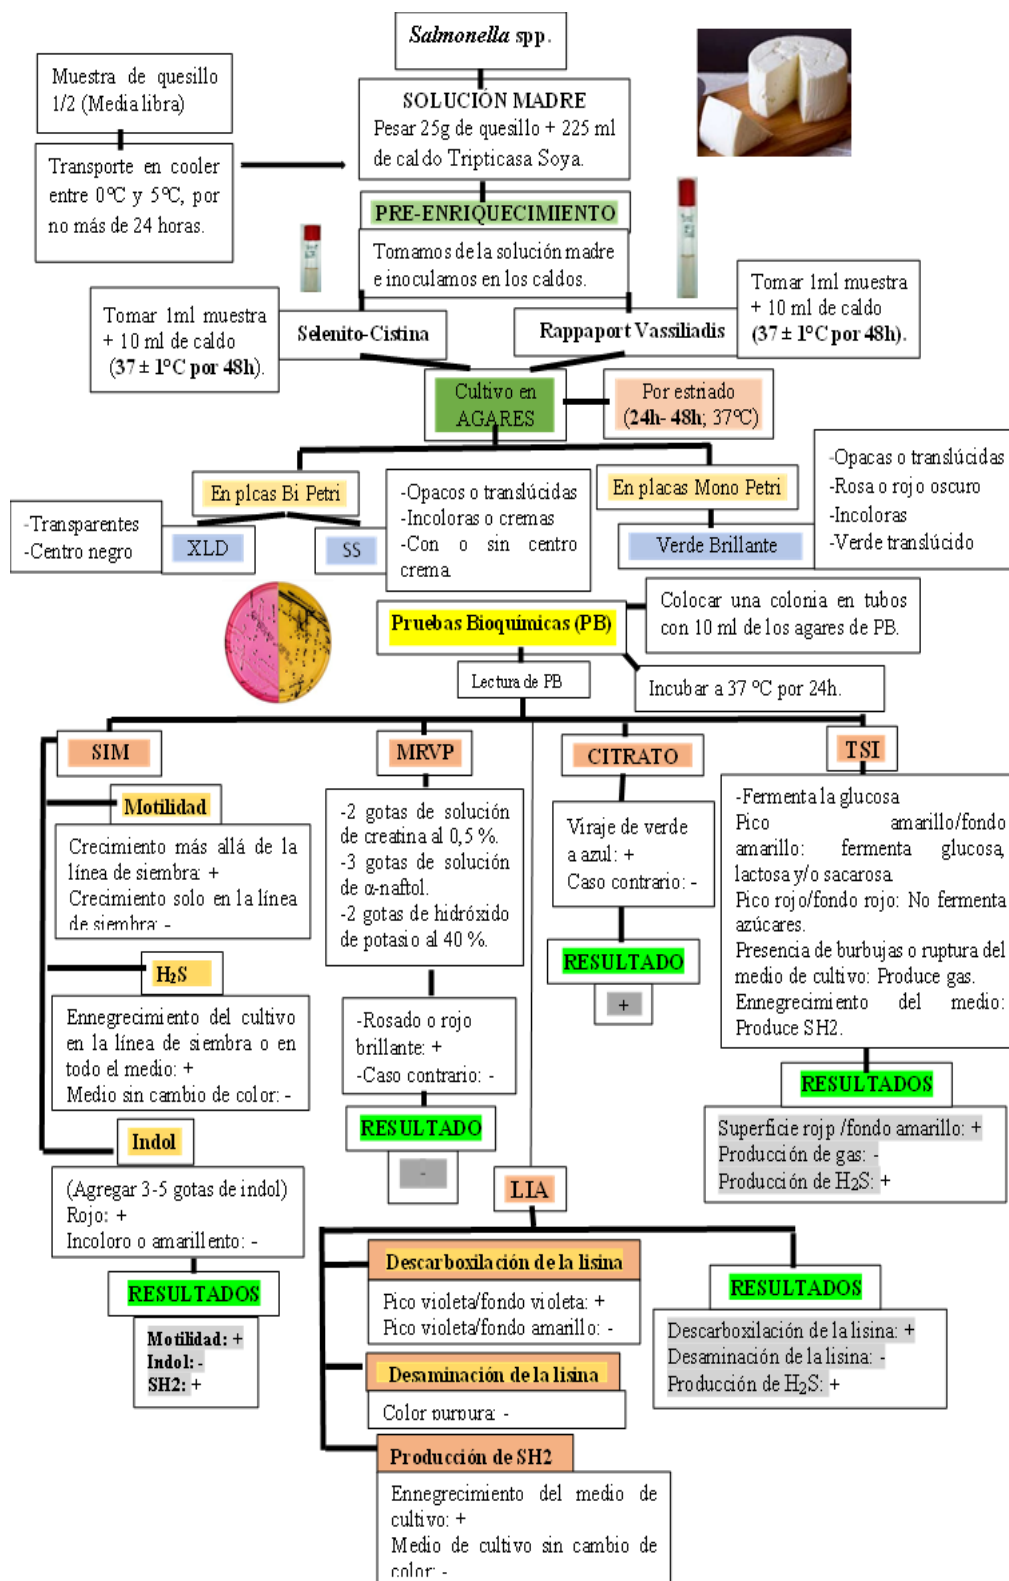 Salmonella spp.
Muestra de quesillo
1/2 (Media libra)
Transporte en cooler
entre 0ºC y 5ºC, por
no más de 24 horas.
SOLUCIÓN MADRE
Pesar 25g de quesillo + 225 ml
de caldo Tripticasa Soya.
PRE-ENRIQUECIMIENTO
Tomamos de la solución madre
e inoculamos en los caldos.
Tomar 1ml muestra
+ 10 ml de caldo
(37 ± 1ºC por 48h).
Selenito-Cistina
Rappaport Vassiliadis
Tomar 1ml muestra
+ 10 ml de caldo
(37 ± 1ºC por 48h).
Cultivo en
AGARES
Por estriado
(24h- 48h; 37ºC)
En plcas Bi Petri
-Transparentes
-Centro negro
XLD
SS
-Opacos o translúcidas
-Incoloras o cremas
-Con o sin centro
crema
En placas Mono Petri
Verde Brillante
-Opacas o translúcidas
-Rosa o rojo oscuro
-Incoloras
-Verde translúcido
Pruebas Bioquímicas (PB)
Colocar una colonia en tubos
con 10 ml de los agares de PB.
Incubar a 37 ºC por 24h.
Lectura de PB
SIM
Motilidad
Crecimiento más allá de la
línea de siembra: +
Crecimiento solo en la línea
de siembra: -
H₂S
Ennegrecimiento del cultivo
en la línea de siembra o en
todo el medio: +
Medio sin cambio de color: -
Indol
(Agregar 3-5 gotas de indol)
Rojo: +
Incoloro o amarillento: -
RESULTADOS
Motilidad: +
Indol: -
SH2: +
MRVP
-2 gotas de solución
de creatina al 0,5 %.
-3 gotas de solución
de α-naftol.
-2 gotas de hidróxido
de potasio al 40 %.
-Rosado o rojo
brillante: +
-Caso contrario: -
RESULTADO
-
CITRATO
Viraje de verde
a azul: +
Caso contrario: -
RESULTADO
+
TSI
-Fermenta la glucosa
Pico amarillo/fondo
amarillo: fermenta glucosa,
lactosa y/o sacarosa.
Pico rojo/fondo rojo: No fermenta
azúcares.
Presencia de burbujas o ruptura del
medio de cultivo: Produce gas.
Ennegrecimiento del medio:
Produce SH2.
RESULTADOS
Superficie rojp /fondo amarillo: +
Producción de gas: -
Producción de H₂S: +
LIA
Descarboxilación de la lisina
Pico violeta/fondo violeta: +
Pico violeta/fondo amarillo: -
Desaminación de la lisina
Color purpura: -
Producción de SH2
Ennegrecimiento del medio de
cultivo: +
Medio de cultivo sin cambio de
color: -
RESULTADOS
Descarboxilación de la lisina: +
Desaminación de la lisina: -
Producción de H₂S: +